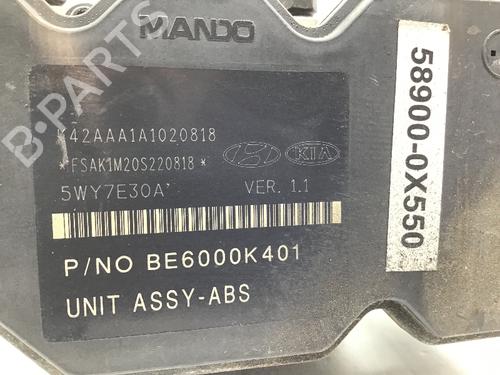 MANDO
K42AAA1A1020818
*FSAK1M20S220818*
KIA
5WY7E30A
VER. 1.1
P/NO BE6000K401
UNIT ASSY-ABS
58900-0X550
B-PARTS